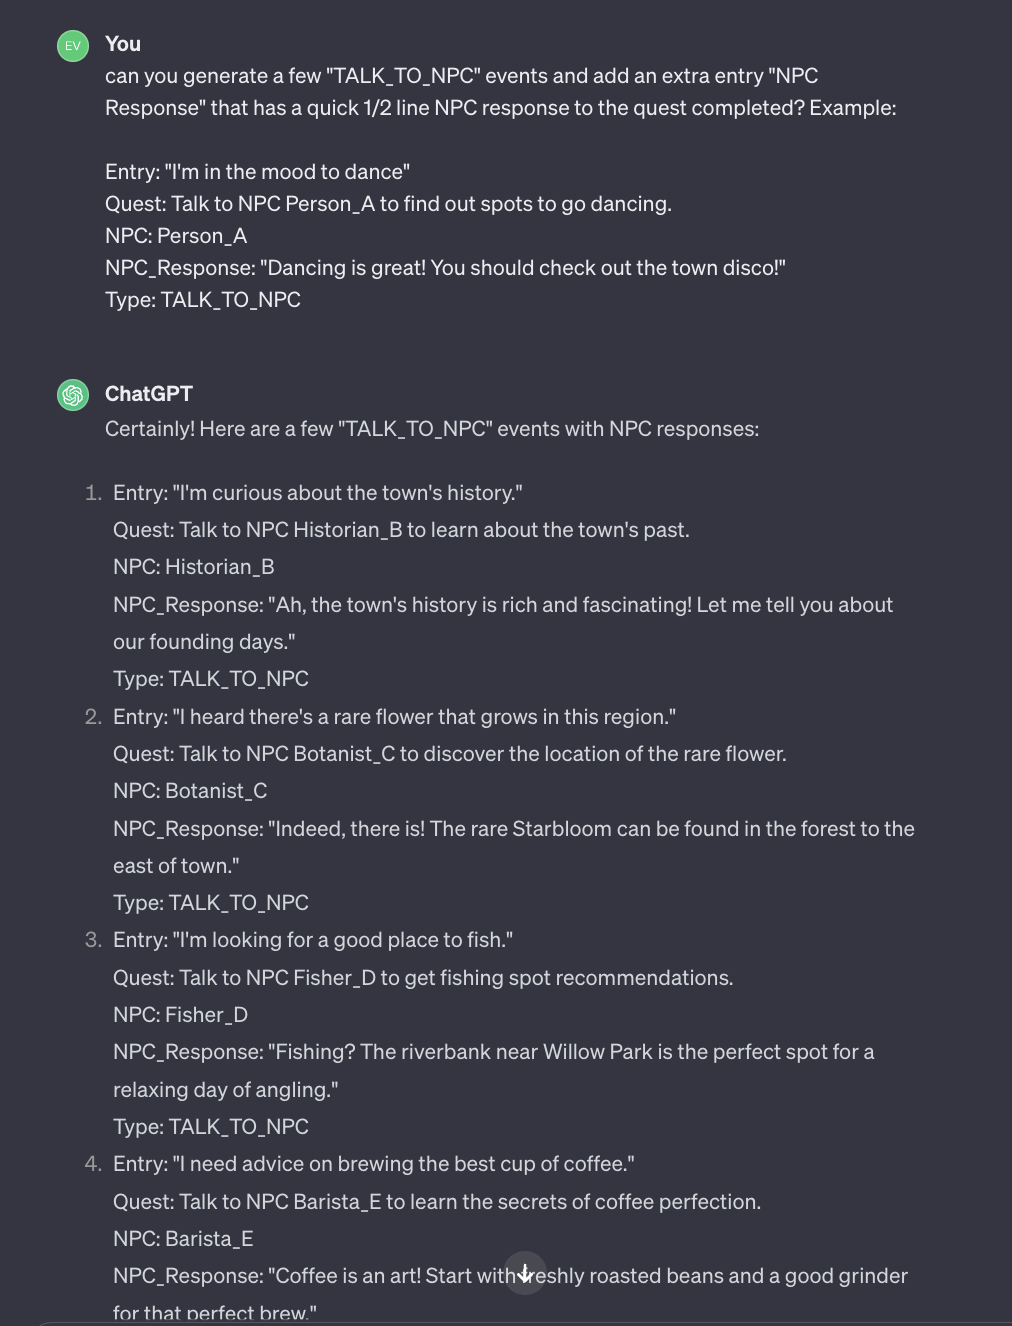 EV
You
can you generate a few "TALK_TO_NPC" events and add an extra entry "NPC
Response" that has a quick 1/2 line NPC response to the quest completed? Example:
Entry: "I'm in the mood to dance"
Quest: Talk to NPC Person_A to find out spots to go dancing.
NPC: Person_A
NPC_Response: "Dancing is great! You should check out the town disco!"
Type: TALK_TO_NPC
ChatGPT
Certainly! Here are a few "TALK_TO_NPC" events with NPC responses:
1. Entry: "I'm curious about the town's history."
Quest: Talk to NPC Historian_B to learn about the town's past.
NPC: Historian_B
NPC_Response: "Ah, the town's history is rich and fascinating! Let me tell you about
our founding days."
Type: TALK_TO_NPC
2. Entry: "I heard there's a rare flower that grows in this region."
Quest: Talk to NPC Botanist_C to discover the location of the rare flower.
NPC: Botanist_C
NPC_Response: "Indeed, there is! The rare Starbloom can be found in the forest to the
east of town."
Type: TALK_TO_NPC
3. Entry: "I'm looking for a good place to fish."
Quest: Talk to NPC Fisher_D to get fishing spot recommendations.
NPC: Fisher_D
NPC_Response: "Fishing? The riverbank near Willow Park is the perfect spot for a
relaxing day of angling."
Type: TALK_TO_NPC
4. Entry: "I need advice on brewing the best cup of coffee."
Quest: Talk to NPC Barista_E to learn the secrets of coffee perfection.
NPC: Barista_E
NPC_Response: "Coffee is an art! Start with freshly roasted beans and a good grinder
for that perfect brew."